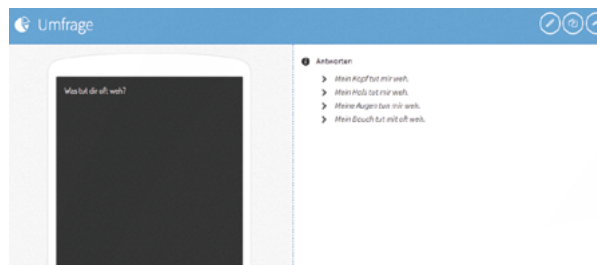 Umfrage
Was tut dir oft weh?
Antworten
Mein Kopf tut mir weh.
Mein Hals tut mir weh.
Meine Augen tun mir weh.
Mein Bauch tut mit oft weh.